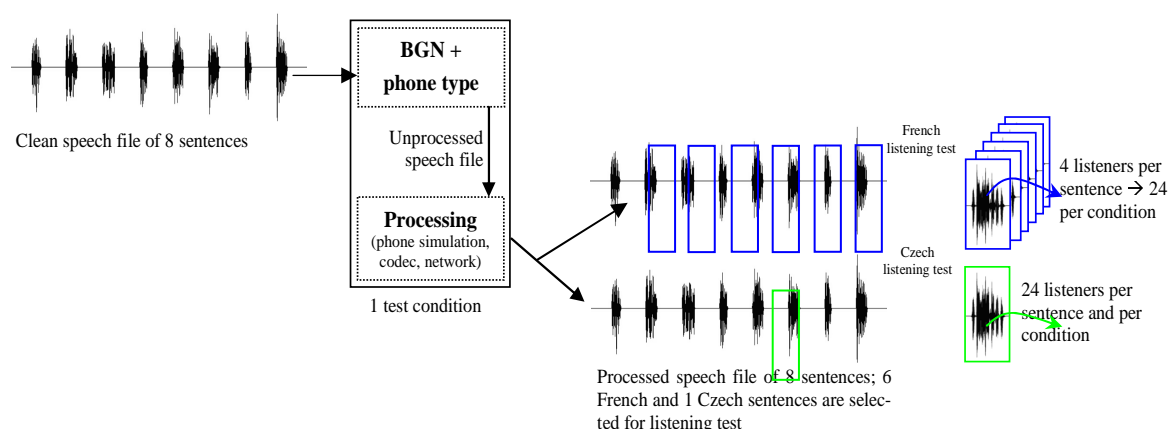 Clean speech file of 8 sentences
BGN +
phone type
Unprocessed
speech file
Processing
(phone simulation,
codec, network)
1 test condition
French
listening test
4 listeners per
sentence → 24
per condition
Czech
listening test
24 listeners per
sentence and per
condition
Processed speech file of 8 sentences; 6
French and 1 Czech sentences are selec-
ted for listening test